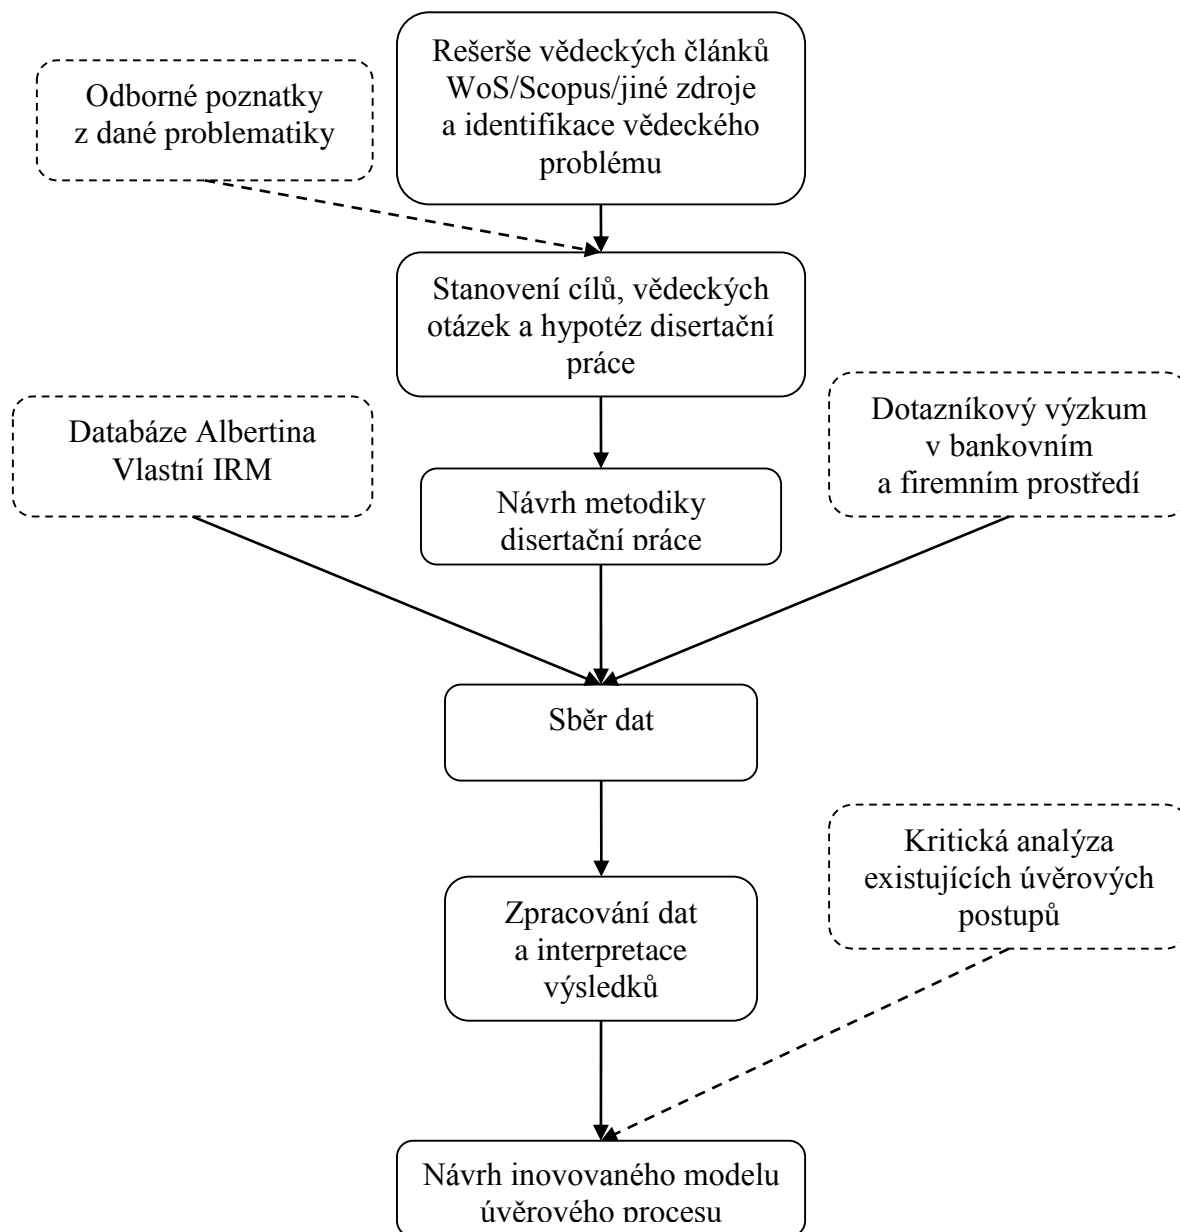 Rešerše vědeckých článků
WoS/Scopus/jiné zdroje
a identifikace vědeckého
problému
Odborné poznatky
z dané problematiky
Stanovení cílů, vědeckých
otázek a hypotéz disertační
práce
Databáze Albertina
Vlastní IRM
Dotazníkový výzkum
v bankovním
a firemním prostředí
Návrh metodiky
disertační práce
Sběr dat
Kritická analýza
existujících úvěrových
postupů
Zpracování dat
a interpretace
výsledků
Návrh inovovaného modelu
úvěrového procesu